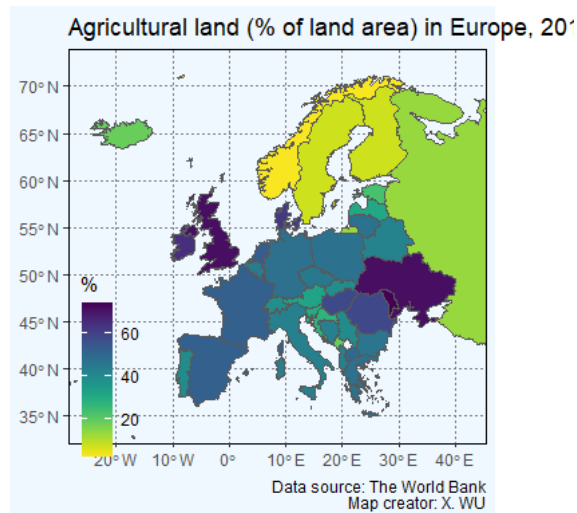 Agricultural land (% of land area) in Europe, 201
70° N
65° N
60° N
55° N
50° N
45° N
40° N
35° N
%
60
40
20
20° W 10° W 0° 10° E 20° E 30° E 40° E
Data source: The World Bank
Map creator: X. WU